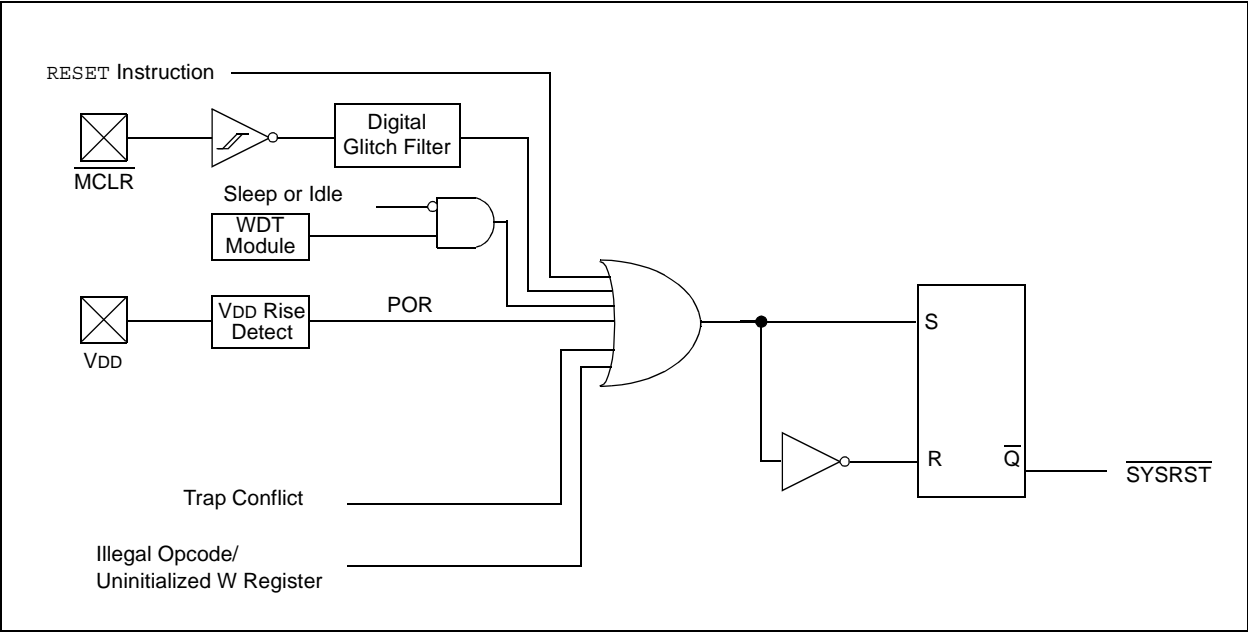 RESET Instruction
Digital
Glitch Filter
MCLR
Sleep or Idle
WDT
Module
VDD Rise
Detect
POR
VDD
S
R
Q
SYSRST
Trap Conflict
Illegal Opcode/
Uninitialized W Register